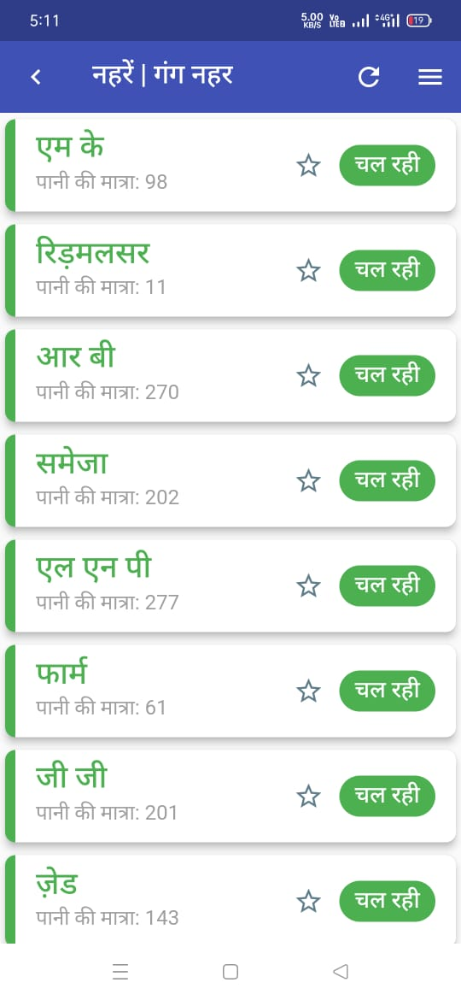 5:11 5.00 KB/S Vo LTE2 4G+ 19
नहरें | गंग नहर
एम के
पानी की मात्रा: 98
चल रही
रिड़मलसर
पानी की मात्रा: 11
चल रही
आर बी
पानी की मात्रा: 270
चल रही
समेजा
पानी की मात्रा: 202
चल रही
एल एन पी
पानी की मात्रा: 277
चल रही
फार्म
पानी की मात्रा: 61
चल रही
जी जी
पानी की मात्रा: 201
चल रही
ज़ेड
पानी की मात्रा: 143
चल रही